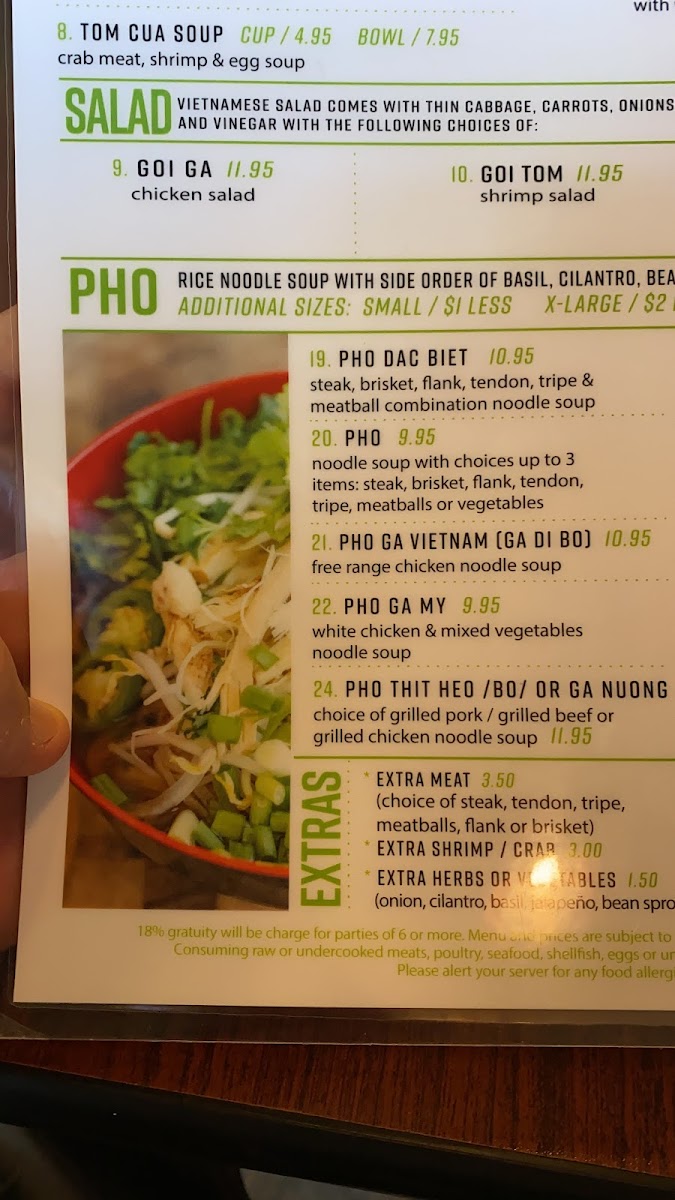 with
8. TOM CUA SOUP CUP / 4.95 BOWL / 7.95
crab meat, shrimp & egg soup
SALAD
VIETNAMESE SALAD COMES WITH THIN CABBAGE, CARROTS, ONIONS
AND VINEGAR WITH THE FOLLOWING CHOICES OF:
9. GOI GA 11.95
chicken salad
10. GOI TOM 11.95
shrimp salad
PHO
RICE NOODLE SOUP WITH SIDE ORDER OF BASIL, CILANTRO, BEA
ADDITIONAL SIZES: SMALL / $1 LESS X-LARGE / $2
19. PHO DAC BIET 10.95
steak, brisket, flank, tendon, tripe &
meatball combination noodle soup
20. PHO 9.95
noodle soup with choices up to 3
items: steak, brisket, flank, tendon,
tripe, meatballs or vegetables
21. PHO GA VIETNAM (GA DI BO) 10.95
free range chicken noodle soup
22. PHO GA MY 9.95
white chicken & mixed vegetables
noodle soup
24. PHO THIT HEO /BO/ OR GA NUONG
choice of grilled pork / grilled beef or
grilled chicken noodle soup 11.95
EXTRAS
* EXTRA MEAT 3.50
(choice of steak, tendon, tripe,
meatballs, flank or brisket)
* EXTRA SHRIMP / CRAB 3.00
* EXTRA HERBS OR VEGETABLES 1.50
(onion, cilantro, basil, jalapeño, bean spro
18% gratuity will be charge for parties of 6 or more. Menu and prices are subject to
Consuming raw or undercooked meats, poultry, seafood, shellfish, eggs or un
Please alert your server for any food allerg